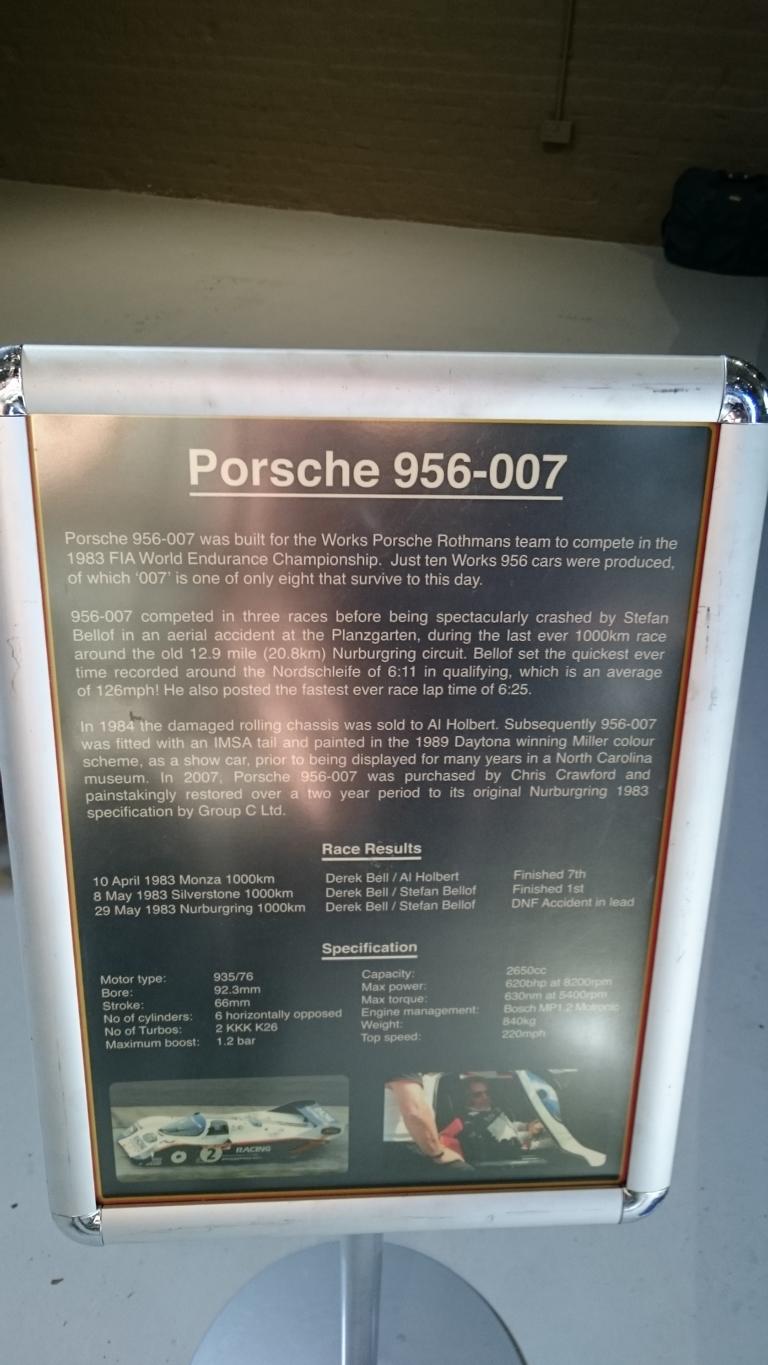 Porsche 956-007
Porsche 956-007 was built for the Works Porsche Rothmans team to compete in the
1983 FIA World Endurance Championship. Just ten Works 956 cars were produced,
of which ‘007’ is one of only eight that survive to this day.
956-007 competed in three races before being spectacularly crashed by Stefan
Bellof in an aerial accident at the Planzgarten, during the last ever 1000km race
around the old 12.9 mile (20.8km) Nurburgring circuit. Bellof set the quickest ever
time recorded around the Nordschleife of 6:11 in qualifying, which is an average
of 126mph! He also posted the fastest ever race lap time of 6:25.
In 1984 the damaged rolling chassis was sold to Al Holbert. Subsequently 956-007
was fitted with an IMSA tail and painted in the 1989 Daytona winning Miller colour
scheme, as a show car, prior to being displayed for many years in a North Carolina
museum. In 2007, Porsche 956-007 was purchased by Chris Crawford and
painstakingly restored over a two year period to its original Nurburgring 1983
specification by Group C Ltd.
Race Results
10 April 1983 Monza 1000km Derek Bell / Al Holbert Finished 7th
8 May 1983 Silverstone 1000km Derek Bell / Stefan Bellof Finished 1st
29 May 1983 Nurburgring 1000km Derek Bell / Stefan Bellof DNF Accident in lead
Specification
Motor type: 935/76 Capacity: 2650cc
Bore: 92.3mm Max power: 620bhp at 8200rpm
Stroke: 66mm Max torque: 630nm at 5400rpm
No of cylinders: 6 horizontally opposed Engine management: Bosch MP1.2 Motronic
No of Turbos: 2 KKK K26 Weight: 840kg
Maximum boost: 1.2 bar Top speed: 220mph
2 RACING